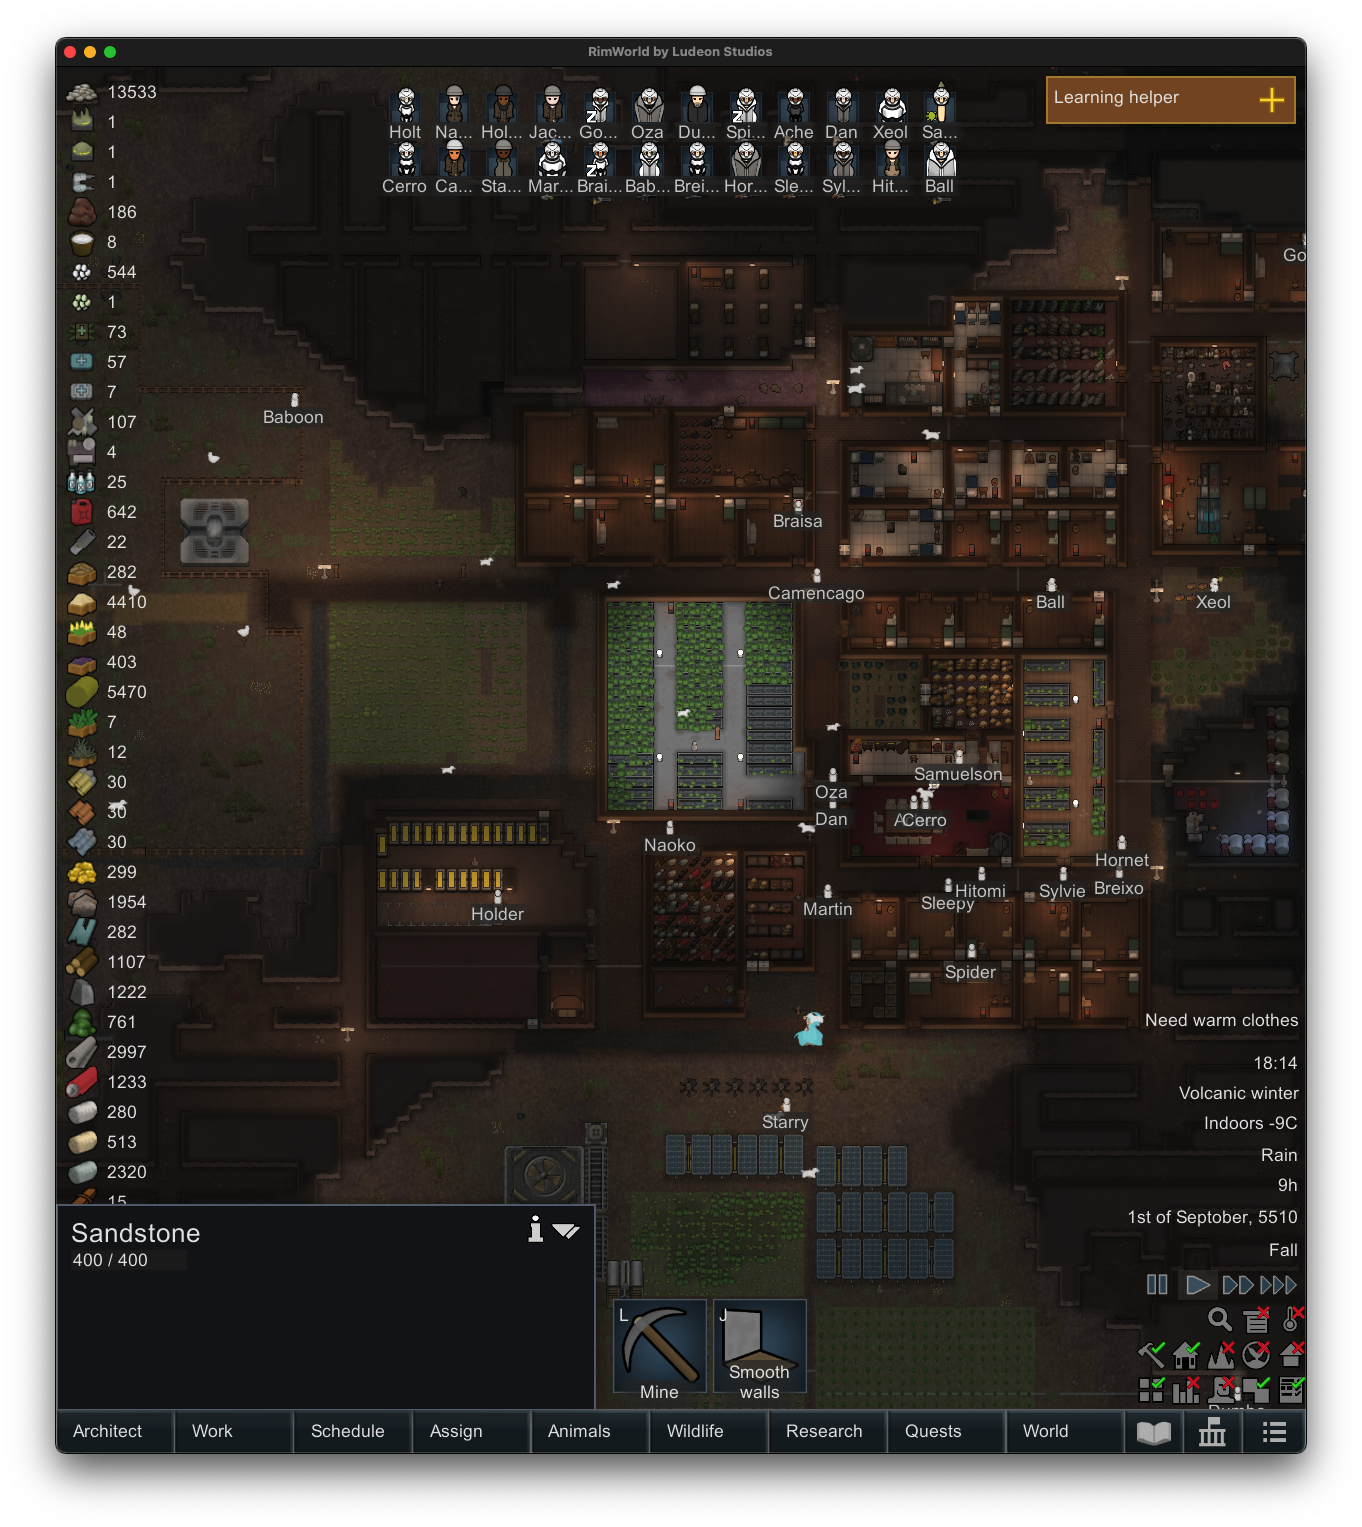 RimWorld by Ludeon Studios
13533
1
1
1
186
8
544
1
73
57
7
107
4
25
642
22
282
4410
48
403
5470
7
12
30
30
30
299
1954
282
1107
1222
761
2997
1233
280
513
2320
15
Holt Na... Hol... Jac... Go... Oza Du... Spi... Ache Dan Xeol Sa...
Cerro Ca... Sta... Mar... Brai... Bab... Brei... Hor... Sle... Syl... Hit... Ball
Learning helper
Go
Baboon
Braisa
Camencago
Ball
Xeol
Samuelson
Oza
Dan
Cerro
Naoko
Hornet
Breixo
Hitomi
Sylvie
Sleepy
Martin
Holder
Spider
Starry
Need warm clothes
18:14
Volcanic winter
Indoors -9C
Rain
9h
1st of Septober, 5510
Fall
Sandstone
400 / 400
L
Mine
J
Smooth walls
Architect
Work
Schedule
Assign
Animals
Wildlife
Research
Quests
World